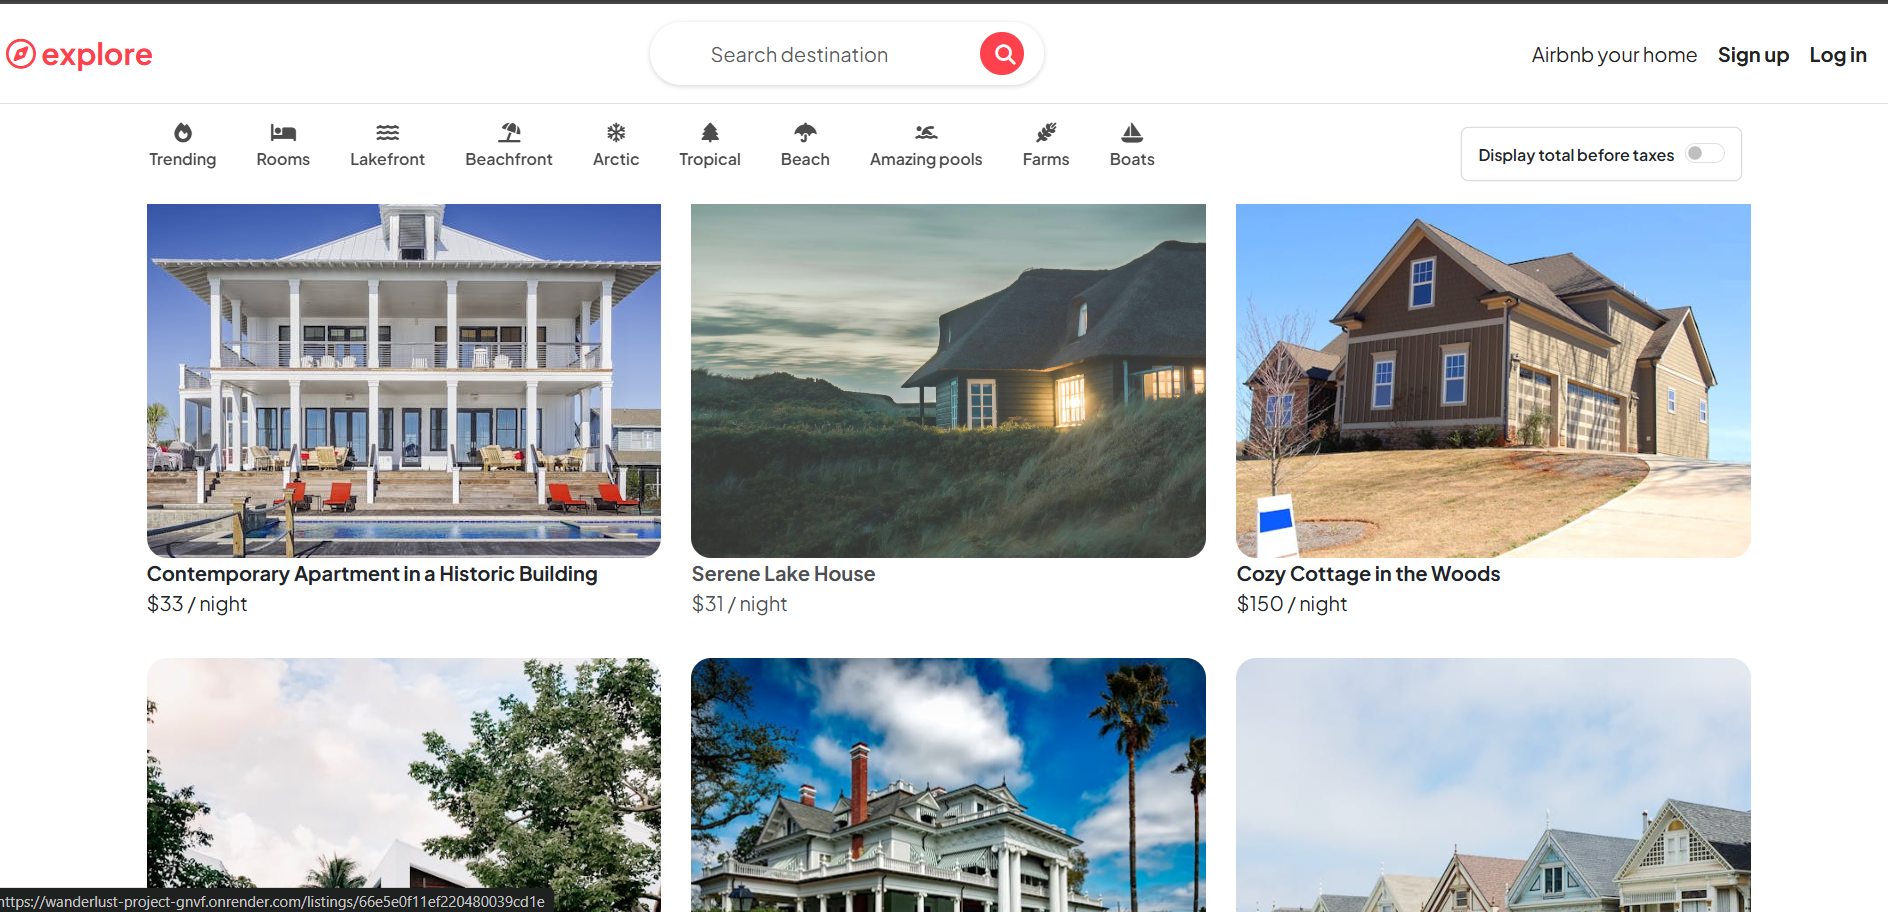 explore
Search destination
Airbnb your home Sign up Log in
Trending Rooms Lakefront Beachfront Arctic Tropical Beach Amazing pools Farms Boats
Display total before taxes
Contemporary Apartment in a Historic Building
$33 / night
Serene Lake House
$31 / night
Cozy Cottage in the Woods
$150 / night
https://wanderlust-project-gnvf.onrender.com/listings/66e5e0f11ef220480039cd1e